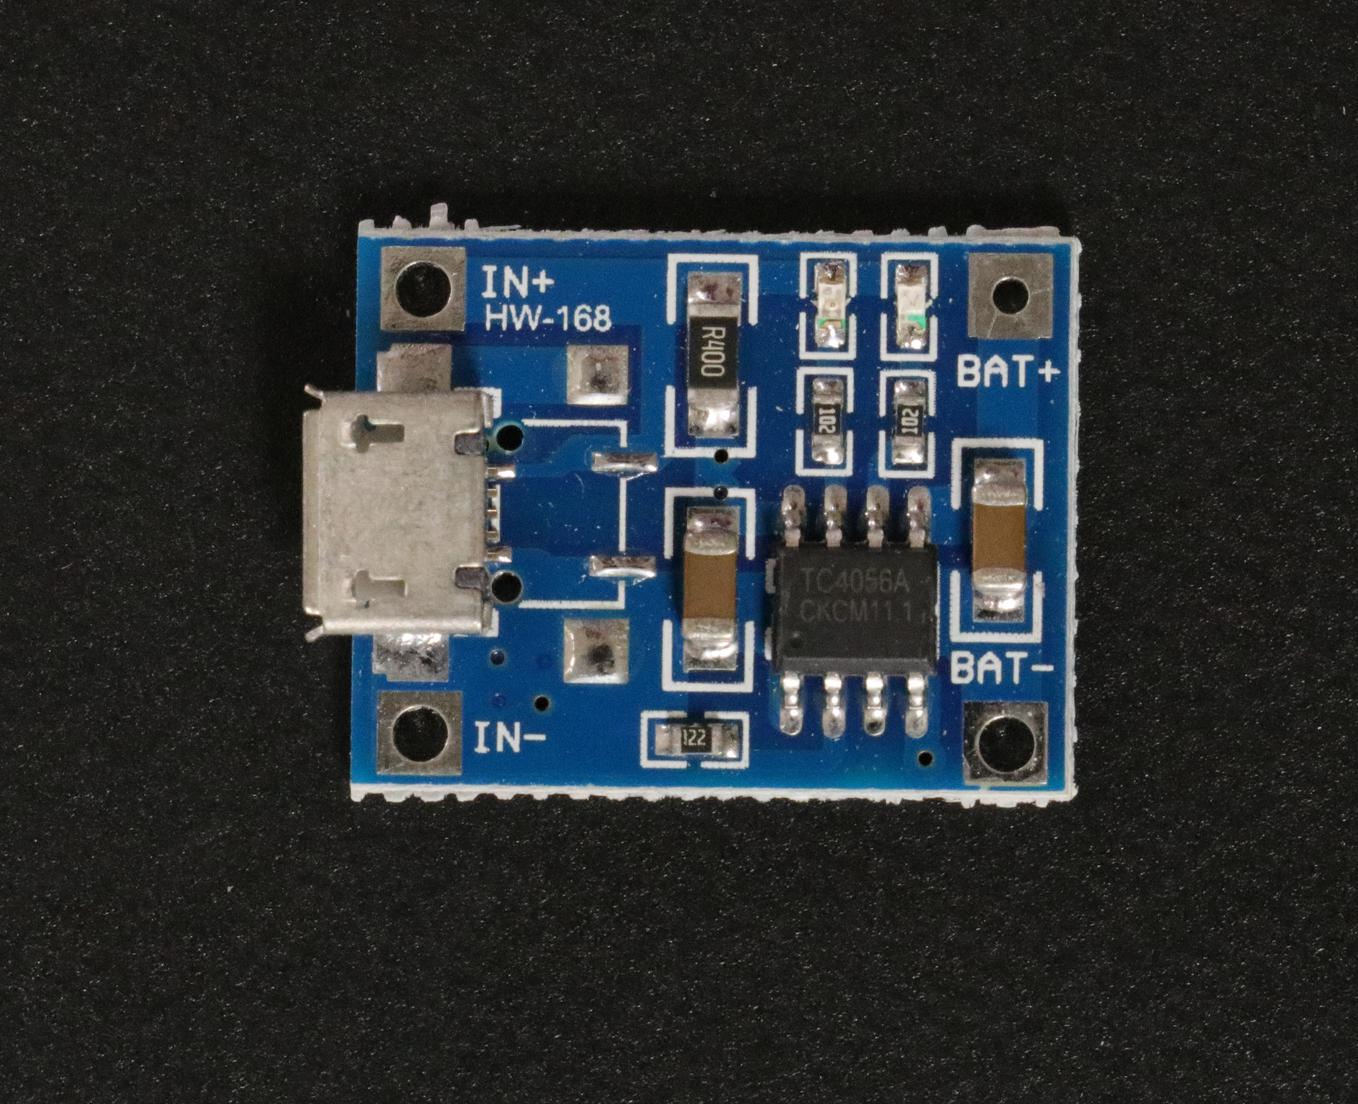 IN+
HW-168
R400
BAT+
102
102
TC4056A
CKCM11.1
BAT-
IN-
122